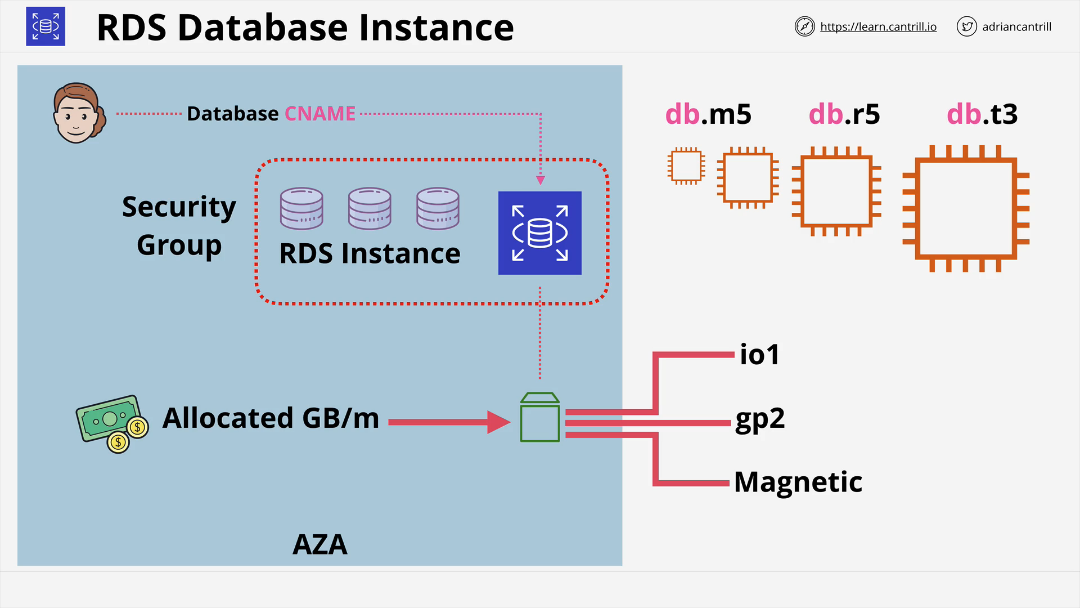 RDS Database Instance
https://learn.cantrill.io
adriancantrill
Database CNAME
db.m5
db.r5
db.t3
Security
Group
RDS Instance
io1
Allocated GB/m
gp2
Magnetic
AZA